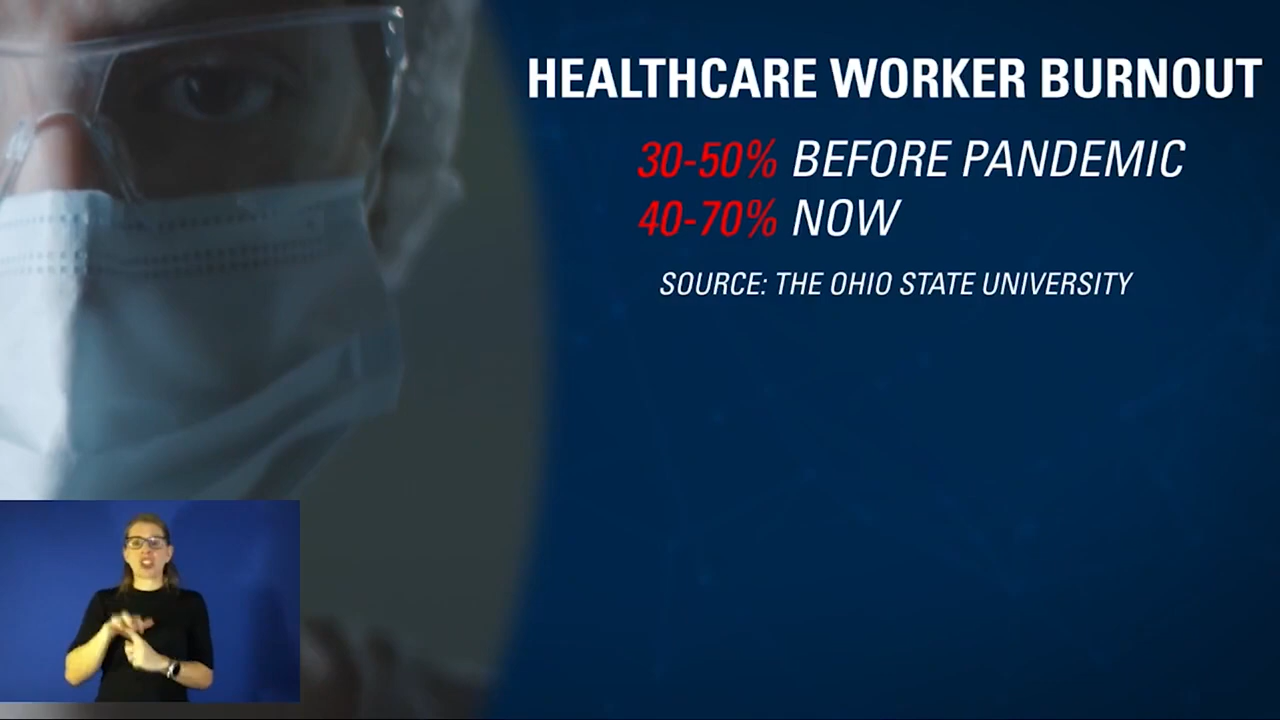 HEALTHCARE WORKER BURNOUT
30-50% BEFORE PANDEMIC
40-70% NOW
SOURCE: THE OHIO STATE UNIVERSITY